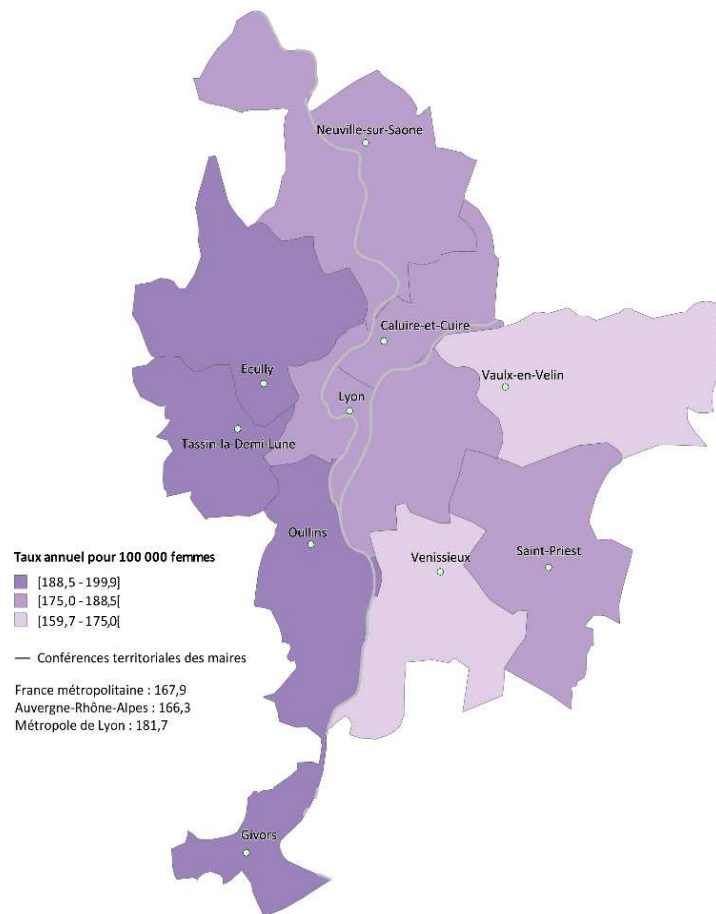 Neuville-sur-Saone
Caluire-et-Cuire
Ecully
Vaulx-en-Velin
Lyon
Tassin-la-Demi-Lune
Oullins
Venissieux
Saint-Priest
Taux annuel pour 100 000 femmes
[188,5 - 199,9]
[175,0 - 188,5[
[159,7 - 175,0[
Conférences territoriales des maires
France métropolitaine : 167,9
Auvergne-Rhône-Alpes : 166,3
Métropole de Lyon : 181,7
Givors